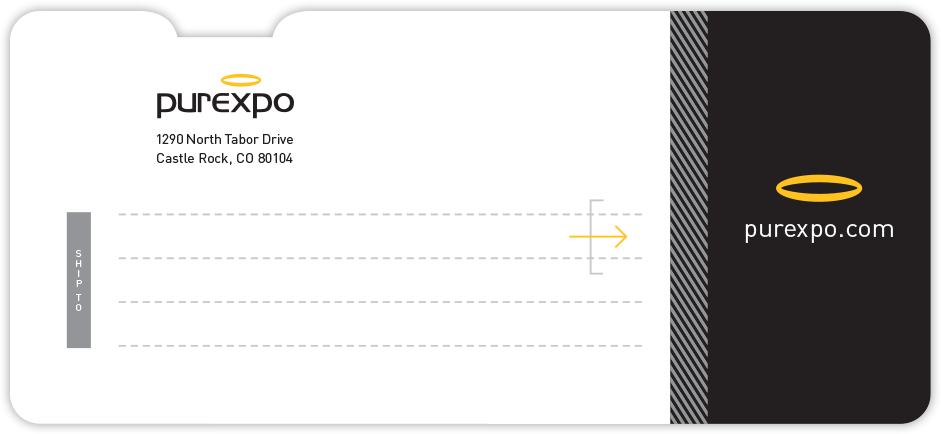 purexpo
1290 North Tabor Drive
Castle Rock, CO 80104
SHIP TO
purexpo.com